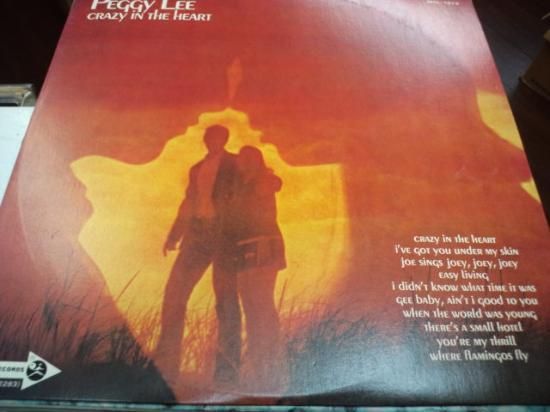 Peggy Lee
CRAZY IN THE HEART
CRAZY IN THE HEART
I'VE GOT YOU UNDER MY SKIN
JOE SINGS JOEY, JOEY, JOEY
EASY LIVING
I DIDN'T KNOW WHAT TIME IT WAS
GEE BABY, AIN'T I GOOD TO YOU
WHEN THE WORLD WAS YOUNG
THERE'S A SMALL HOTEL
YOU'RE MY THRILL
WHERE FLAMINGOS FLY